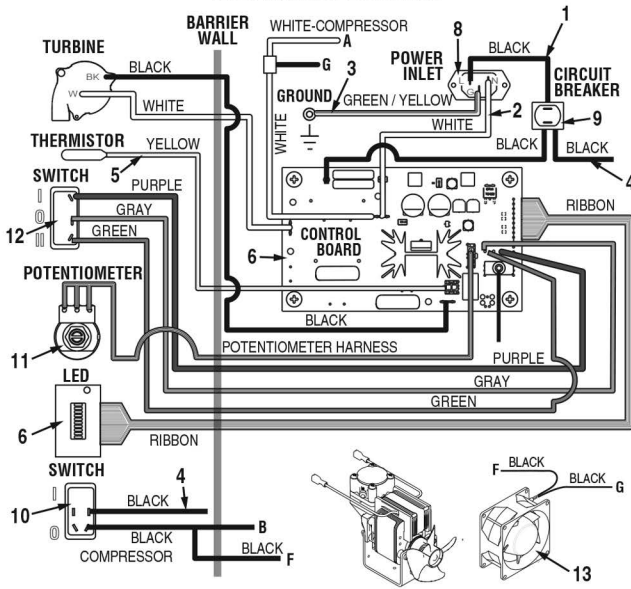 BARRIER
WALL
WHITE-COMPRESSOR
A
G
1
TURBINE
BK
W
BLACK
WHITE
8
POWER
INLET
L
N
G
BLACK
CIRCUIT
BREAKER
9
3
GROUND
GREEN / YELLOW
2
WHITE
WHITE
BLACK
BLACK
4
THERMISTOR
YELLOW
5
SWITCH
I
O
II
12
PURPLE
GRAY
GREEN
RIBBON
6
CONTROL
BOARD
POTENTIOMETER
11
BLACK
POTENTIOMETER HARNESS
PURPLE
GRAY
GREEN
LED
6
RIBBON
SWITCH
I
O
10
4
BLACK
B
BLACK
COMPRESSOR
BLACK
F
F
BLACK
BLACK
G
13